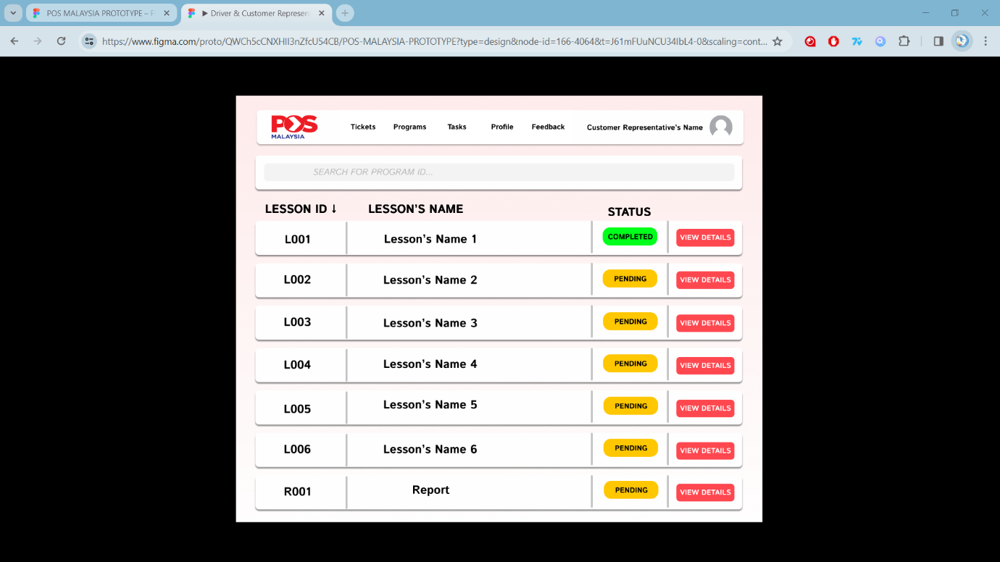 POS MALAYSIA PROTOTYPE – F
▶ Driver & Customer Represen
https://www.figma.com/proto/QWCh5cCNXHlI3nZfcU54CB/POS-MALAYSIA-PROTOTYPE?type=design&node-id=166-4064&t=J61mFUuNCU34IbL4-0&scaling=cont...
POS MALAYSIA
Tickets Programs Tasks Profile Feedback Customer Representative's Name
SEARCH FOR PROGRAM ID...
LESSON ID ↓ LESSON'S NAME STATUS
L001 Lesson's Name 1 COMPLETED VIEW DETAILS
L002 Lesson's Name 2 PENDING VIEW DETAILS
L003 Lesson's Name 3 PENDING VIEW DETAILS
L004 Lesson's Name 4 PENDING VIEW DETAILS
L005 Lesson's Name 5 PENDING VIEW DETAILS
L006 Lesson's Name 6 PENDING VIEW DETAILS
R001 Report PENDING VIEW DETAILS